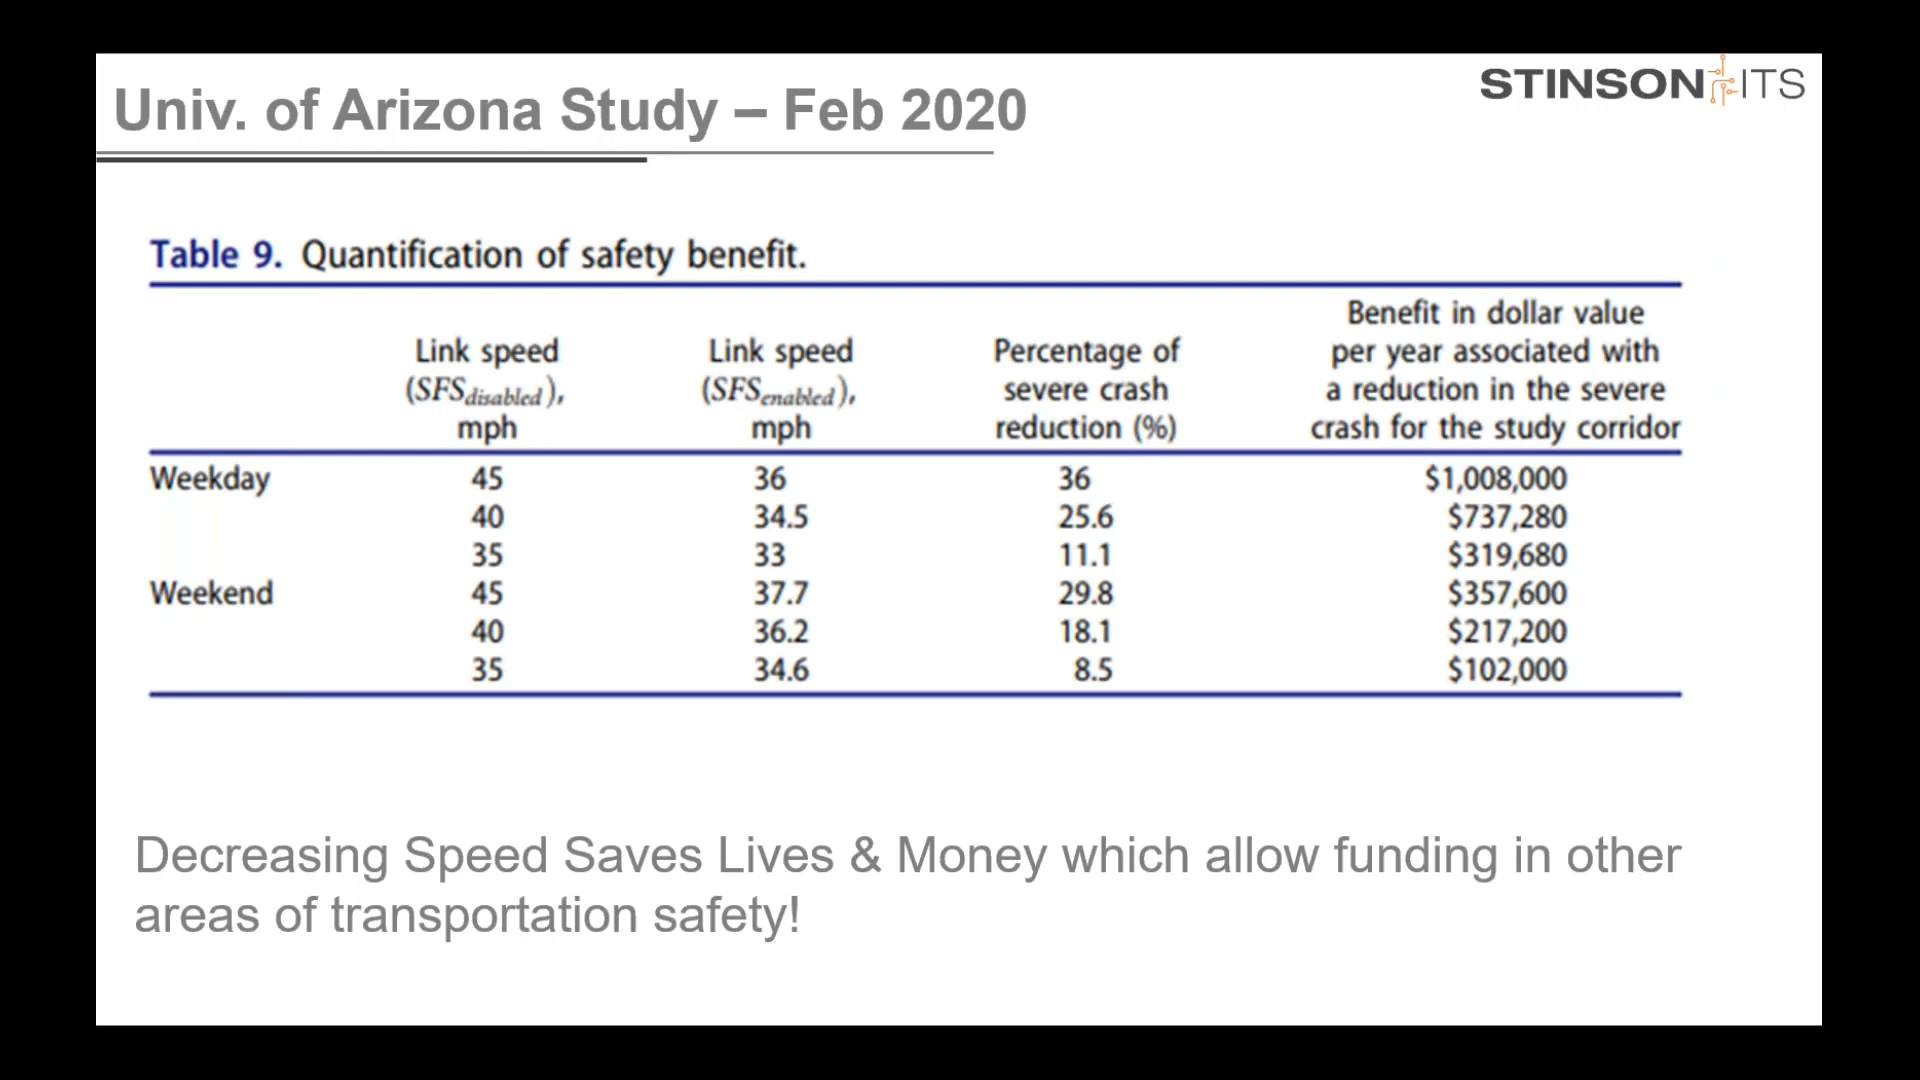 Univ. of Arizona Study – Feb 2020
STINSON ITS
Table 9. Quantification of safety benefit.
Link speed (SFSdisabled), mph
Link speed (SFSenabled), mph
Percentage of severe crash reduction (%)
Benefit in dollar value per year associated with a reduction in the severe crash for the study corridor
Weekday 45 36 36 $1,008,000
40 34.5 25.6 $737,280
35 33 11.1 $319,680
Weekend 45 37.7 29.8 $357,600
40 36.2 18.1 $217,200
35 34.6 8.5 $102,000
Decreasing Speed Saves Lives & Money which allow funding in other
areas of transportation safety!